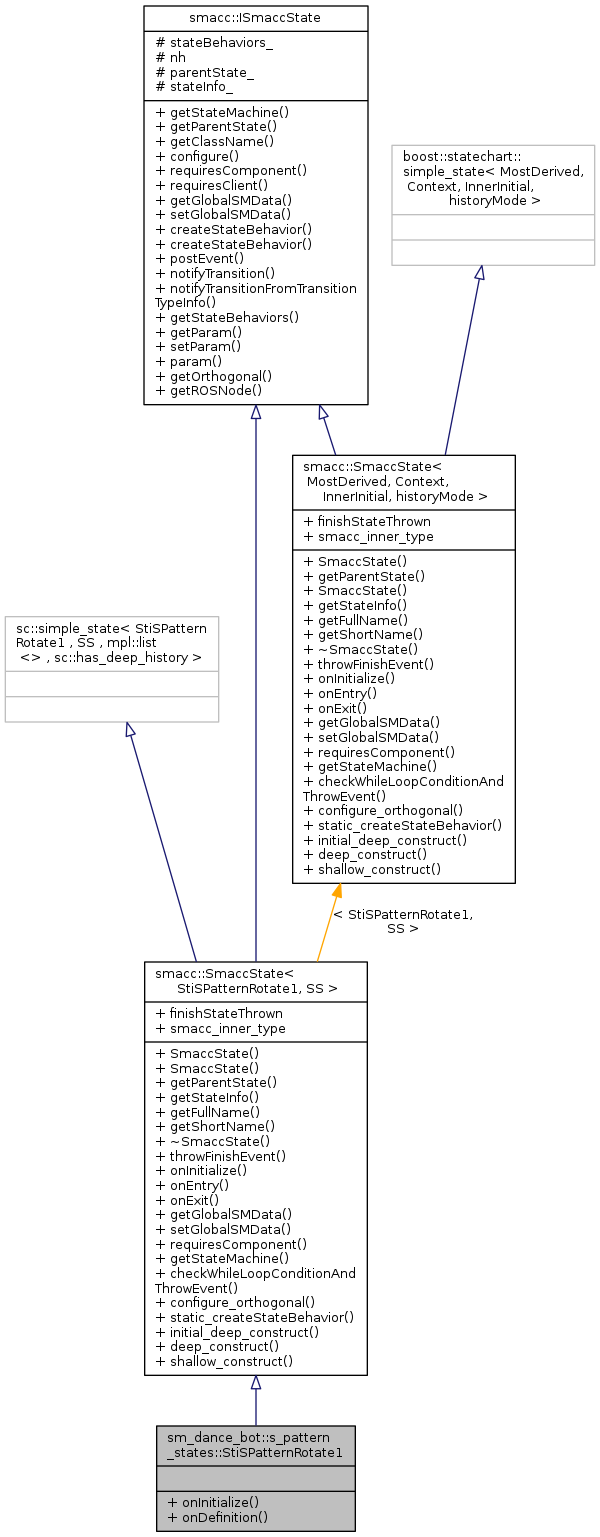 smacc::ISmaccState
# stateBehaviors_
# nh
# parentState_
# stateInfo_
+ getStateMachine()
+ getParentState()
+ getClassName()
+ configure()
+ requiresComponent()
+ requiresClient()
+ getGlobalSMData()
+ setGlobalSMData()
+ createStateBehavior()
+ createStateBehavior()
+ postEvent()
+ notifyTransition()
+ notifyTransitionFromTransition
TypeInfo()
+ getStateBehaviors()
+ getParam()
+ setParam()
+ param()
+ getOrthogonal()
+ getROSNode()
boost::statechart::
simple_state< MostDerived,
Context, InnerInitial,
historyMode >
smacc::SmaccState<
MostDerived, Context,
InnerInitial, historyMode >
+ finishStateThrown
+ smacc_inner_type
+ SmaccState()
+ getParentState()
+ SmaccState()
+ getStateInfo()
+ getFullName()
+ getShortName()
+ ~SmaccState()
+ throwFinishEvent()
+ onInitialize()
+ onEntry()
+ onExit()
+ getGlobalSMData()
+ setGlobalSMData()
+ requiresComponent()
+ getStateMachine()
+ checkWhileLoopConditionAnd
ThrowEvent()
+ configure_orthogonal()
+ static_createStateBehavior()
+ initial_deep_construct()
+ deep_construct()
+ shallow_construct()
sc::simple_state< StiSPattern
Rotate1 , SS , mpl::list
<> , sc::has_deep_history >
< StiSPatternRotate1,
SS >
smacc::SmaccState<
StiSPatternRotate1, SS >
+ finishStateThrown
+ smacc_inner_type
+ SmaccState()
+ SmaccState()
+ getParentState()
+ getStateInfo()
+ getFullName()
+ getShortName()
+ ~SmaccState()
+ throwFinishEvent()
+ onInitialize()
+ onEntry()
+ onExit()
+ getGlobalSMData()
+ setGlobalSMData()
+ requiresComponent()
+ getStateMachine()
+ checkWhileLoopConditionAnd
ThrowEvent()
+ configure_orthogonal()
+ static_createStateBehavior()
+ initial_deep_construct()
+ deep_construct()
+ shallow_construct()
sm_dance_bot::s_pattern
_states::StiSPatternRotate1
+ onInitialize()
+ onDefinition()